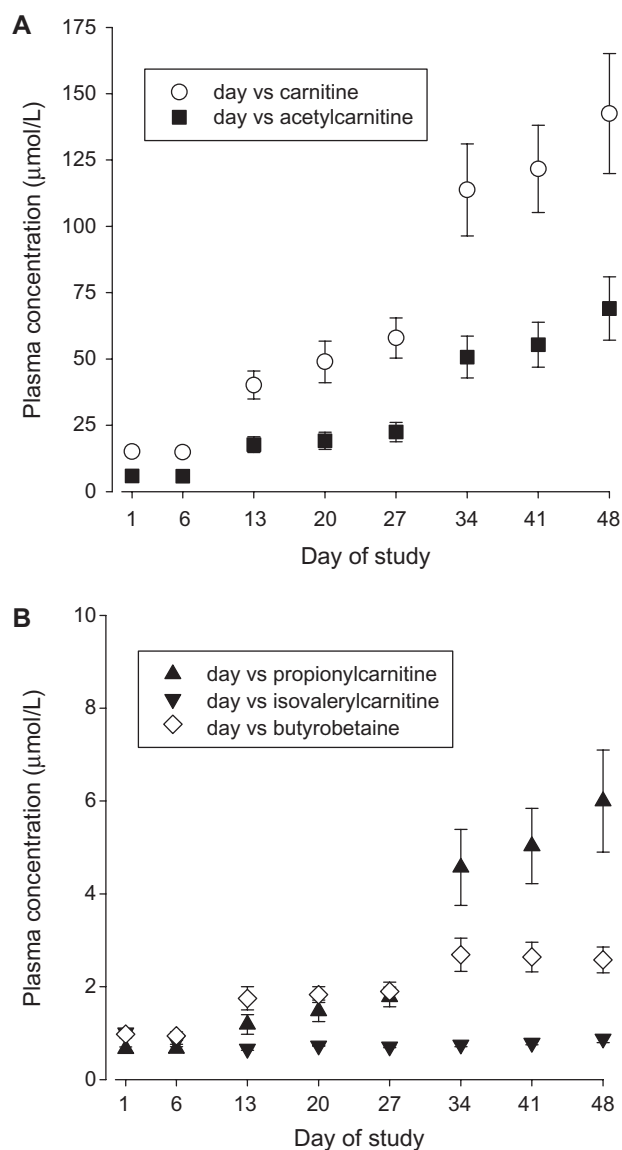 A
175
150
125
100
75
50
25
0
Plasma concentration (μmol/L)
day vs carnitine
day vs acetylcarnitine
1 6 13 20 27 34 41 48
Day of study
B
10
8
6
4
2
0
Plasma concentration (μmol/L)
day vs propionylcarnitine
day vs isovalerylcarnitine
day vs butyrobetaine
1 6 13 20 27 34 41 48
Day of study